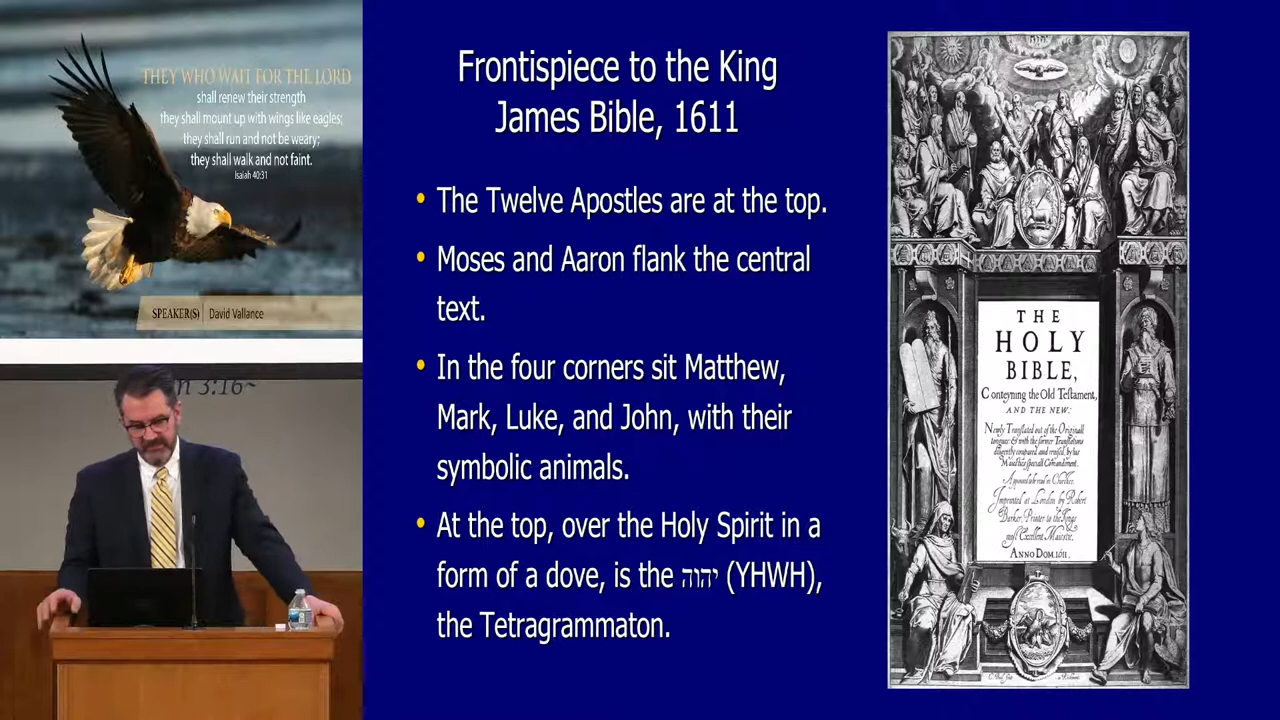 THEY WHO WAIT FOR THE LORD
shall renew their strength
they shall mount up with wings like eagles;
they shall run and not be weary;
they shall walk and not faint.
Isaiah 40:31
SPEAKER(S) | David Vallance
n 3:16~
Frontispiece to the King
James Bible, 1611
• The Twelve Apostles are at the top.
• Moses and Aaron flank the central
text.
• In the four corners sit Matthew,
Mark, Luke, and John, with their
symbolic animals.
• At the top, over the Holy Spirit in a
form of a dove, is the יהוה (YHWH),
the Tetragrammaton.
THE
HOLY
BIBLE,
Conteyning the Old Testament,
AND THE NEW:
Newly Translated out of the Originall
tongues: & with the former Translations
diligently compared and revised, by his
Maiesties speciall Comandement.
Appointed to be read in Churches.
Imprinted at London by Robert
Barker, Printer to the Kings
most Excellent Maiestie,
ANNO DOM. 1611.